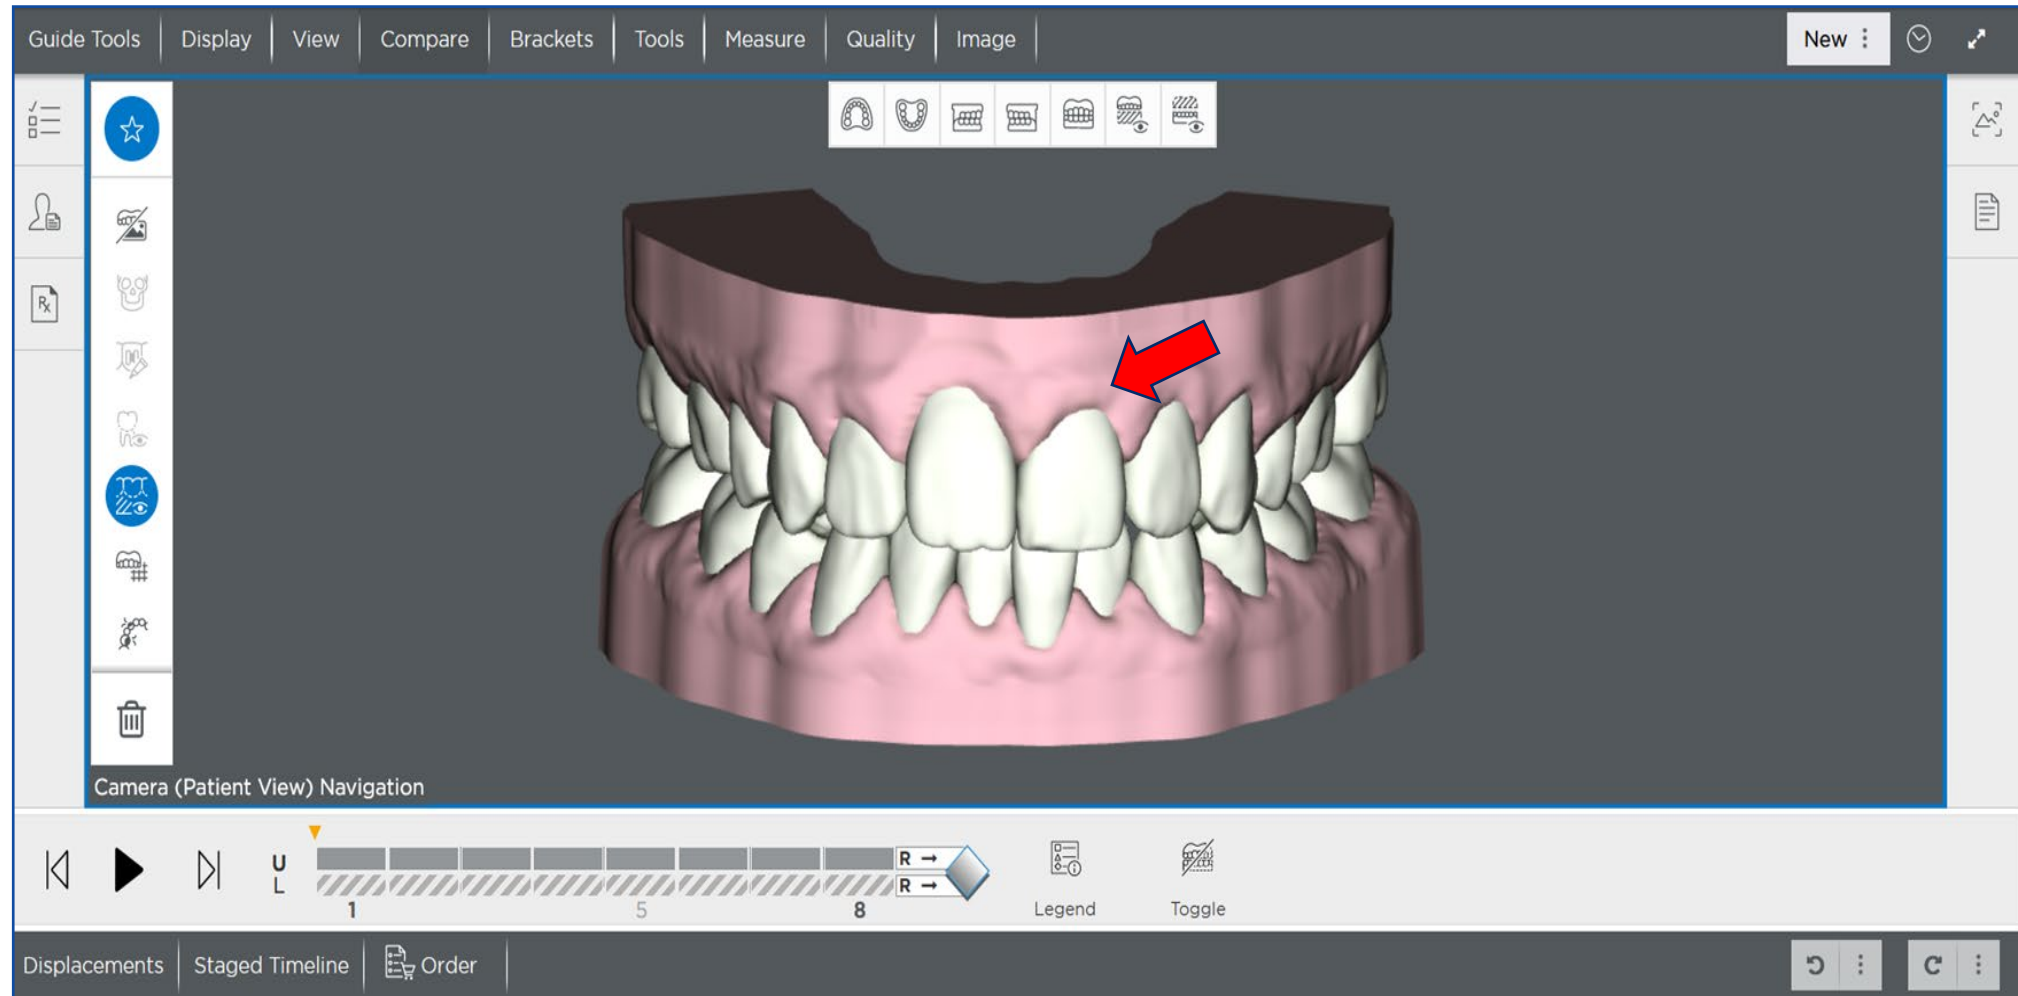 Guide Tools Display View Compare Brackets Tools Measure Quality Image New
Rx
Camera (Patient View) Navigation
U
L
R
R
1 5 8
Legend Toggle
Displacements Staged Timeline Order